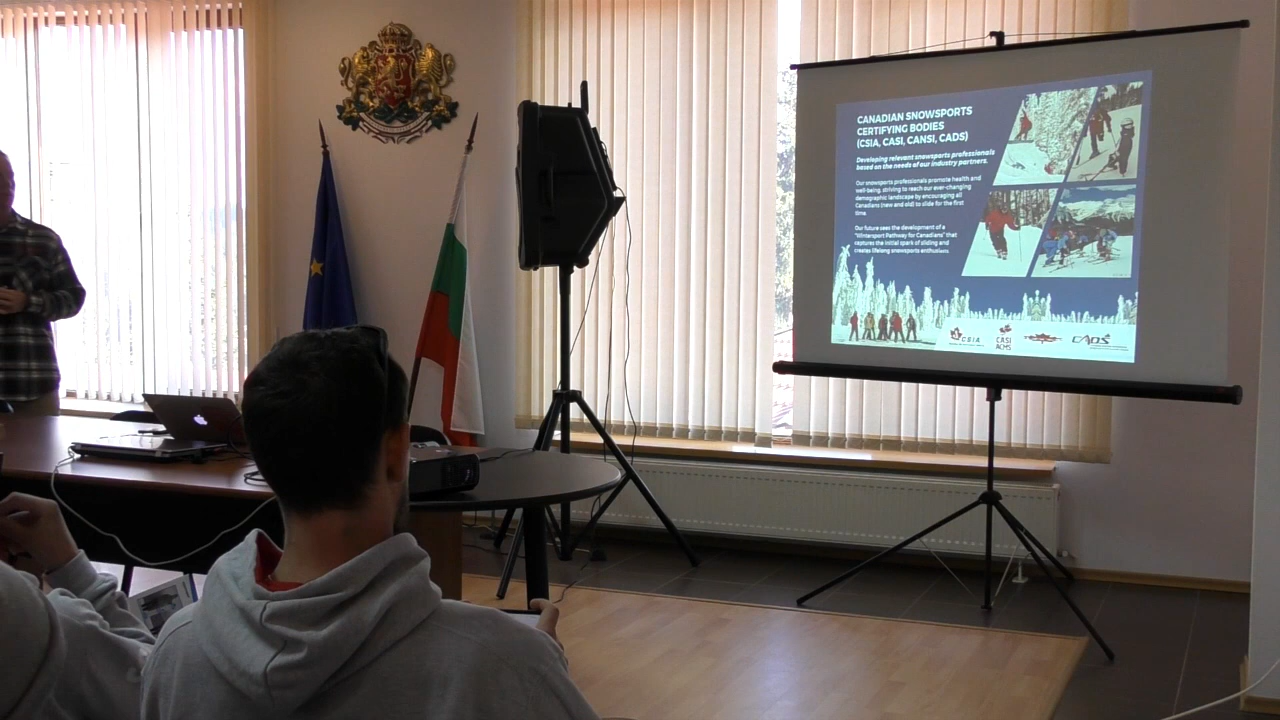 CANADIAN SNOWSPORTS
CERTIFYING BODIES
(CSIA, CASI, CANSI, CADS)
Developing relevant snowsports professionals
based on the needs of our industry partners.
Our snowsports professionals promote health and
well-being, striving to reach our ever-changing
demographic landscape by encouraging all
Canadians (new and old) to slide for the first
time.
Our future sees the development of a
"Wintersport Pathway for Canadians" that
captures the initial spark of sliding and
creates lifelong snowsports enthusiasts
CSIA
CASI
ACMS
CADS